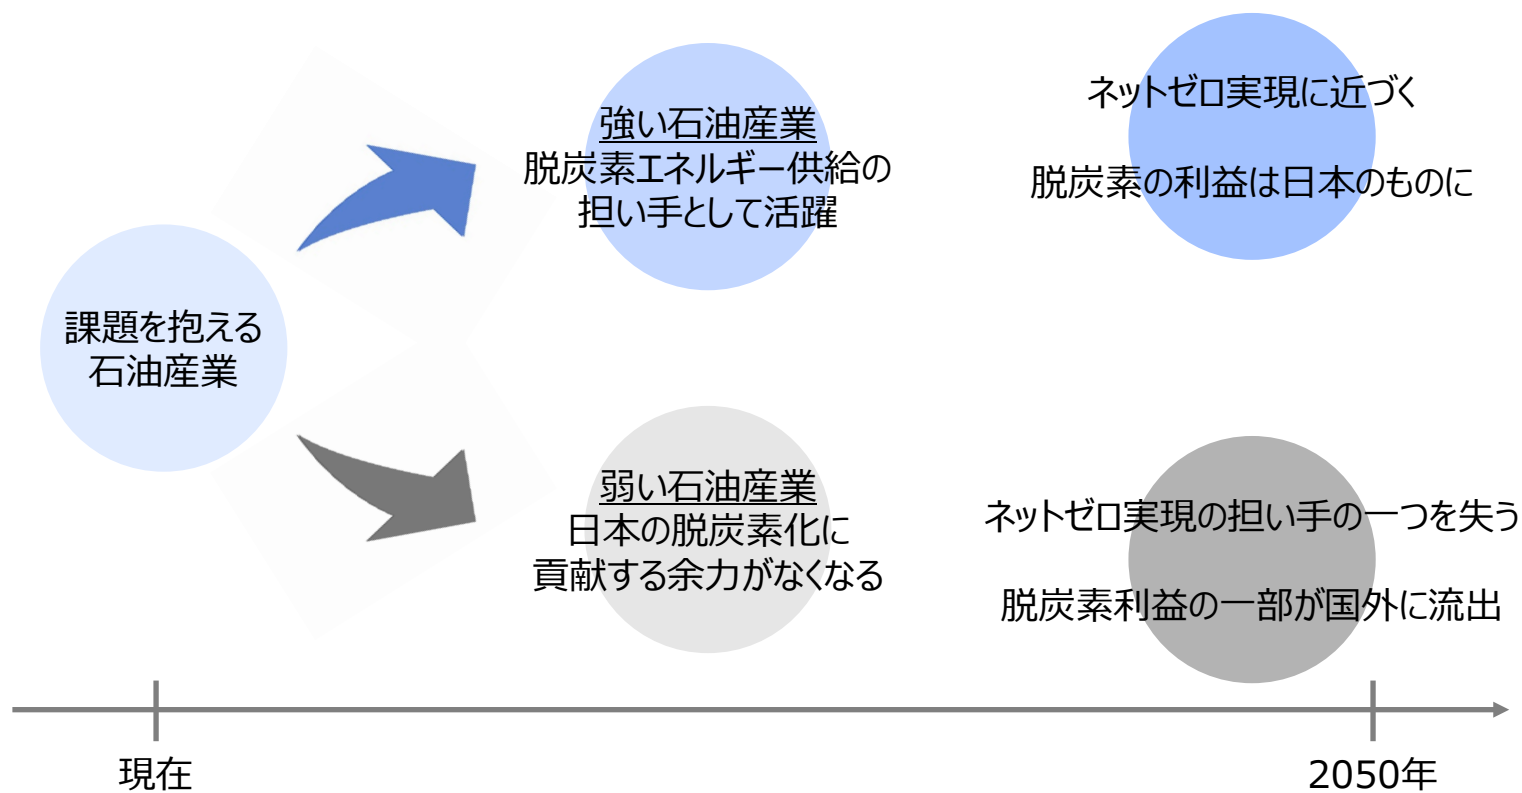 課題を抱える
石油産業
強い石油産業
脱炭素エネルギー供給の
担い手として活躍
ネットゼロ実現に近づく
脱炭素の利益は日本のものに
弱い石油産業
日本の脱炭素化に
貢献する余力がなくなる
ネットゼロ実現の担い手の一つを失う
脱炭素利益の一部が国外に流出
現在
2050年